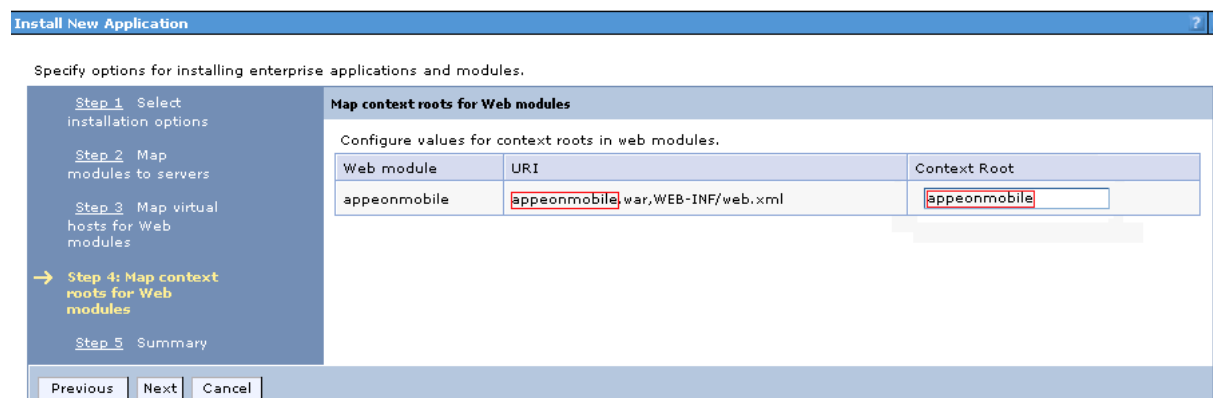 Install New Application
?
Specify options for installing enterprise applications and modules.
Step 1 Select
installation options
Step 2 Map
modules to servers
Step 3 Map virtual
hosts for Web
modules
Step 4: Map context
roots for Web
modules
Step 5 Summary
Map context roots for Web modules
Configure values for context roots in web modules.
Web module URI Context Root
appeonmobile appeonmobile.war,WEB-INF/web.xml appeonmobile
Previous Next Cancel